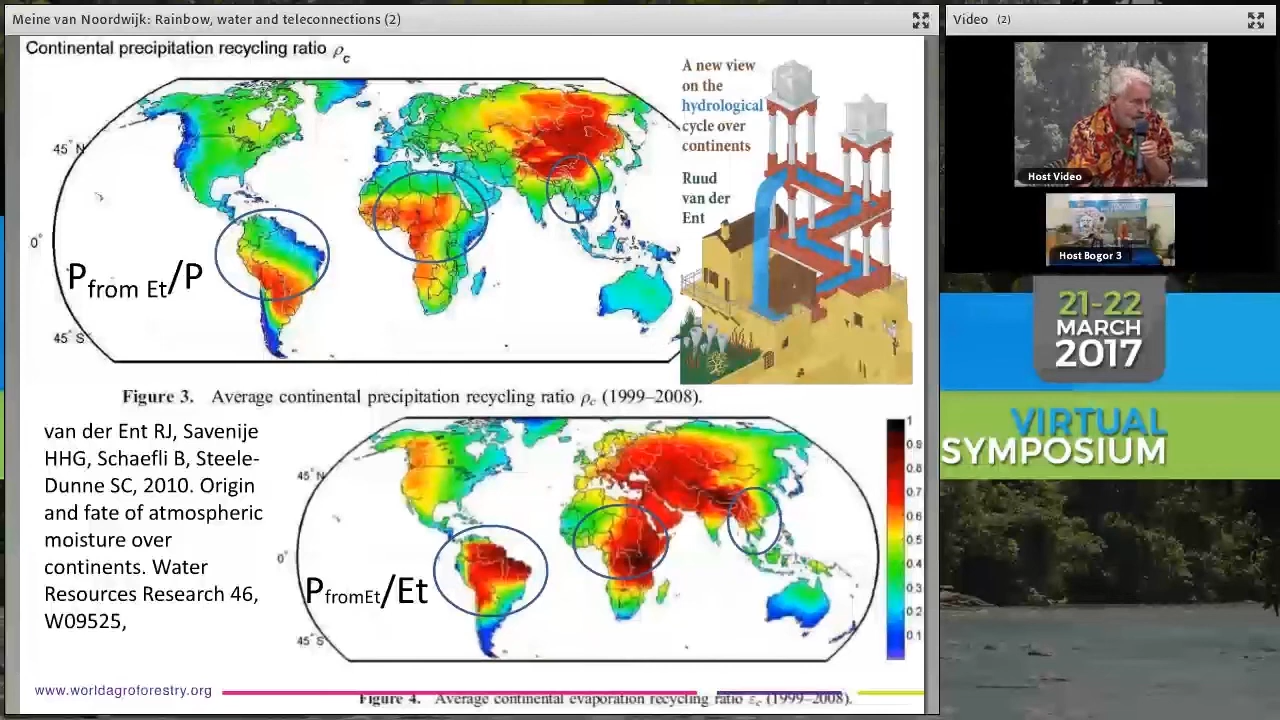 Meine van Noordwijk: Rainbow, water and teleconnections (2)
Video (2)
Continental precipitation recycling ratio ρc
45° N
0°
45° S
Pfrom Et/P
A new view
on the
hydrological
cycle over
continents
Ruud
van der
Ent
Host Video
Host Bogor 3
21-22
MARCH
2017
VIRTUAL
SYMPOSIUM
Figure 3. Average continental precipitation recycling ratio ρc (1999–2008).
van der Ent RJ, Savenije
HHG, Schaefli B, Steele-
Dunne SC, 2010. Origin
and fate of atmospheric
moisture over
continents. Water
Resources Research 46,
W09525,
45° N
0°
45° S
PfromEt/Et
1
0.9
0.8
0.7
0.6
0.5
0.4
0.3
0.2
0.1
www.worldagroforestry.org
Figure 4. Average continental evaporation recycling ratio εc (1999–2008).